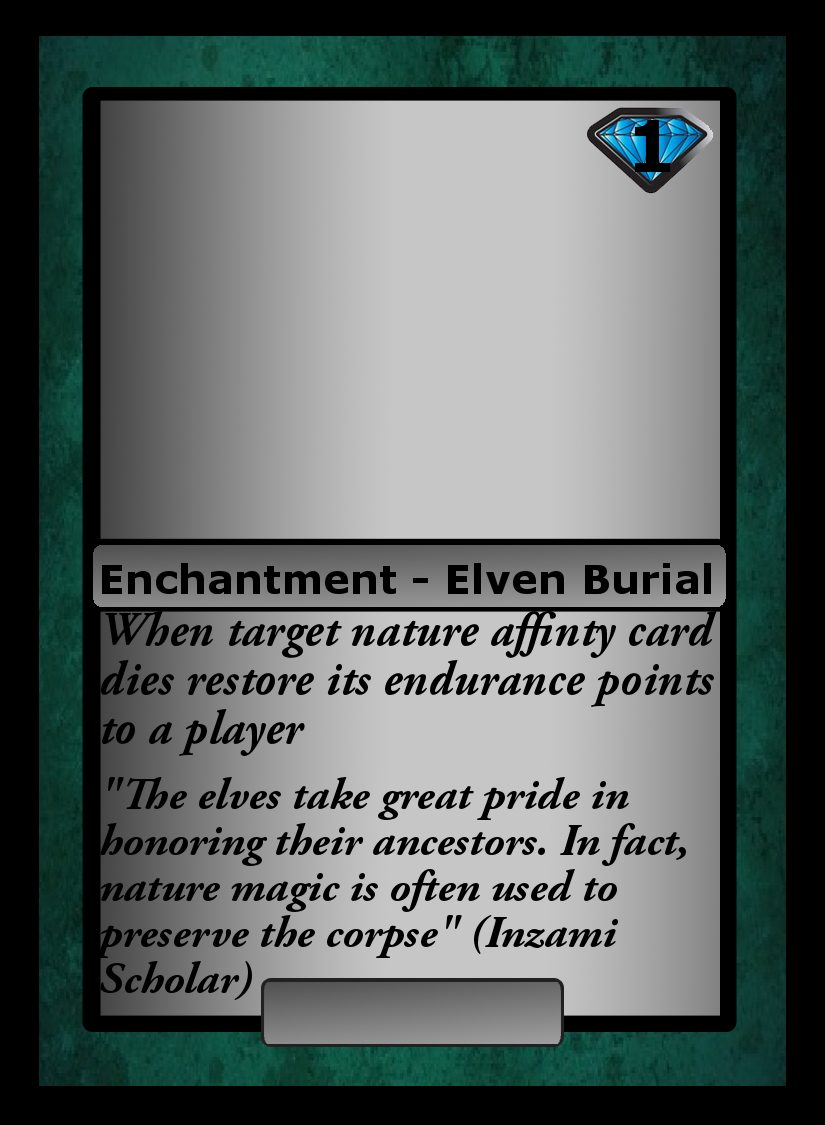 1
Enchantment - Elven Burial
When target nature affinty card
dies restore its endurance points
to a player
"The elves take great pride in
honoring their ancestors. In fact,
nature magic is often used to
preserve the corpse" (Inzami
Scholar)